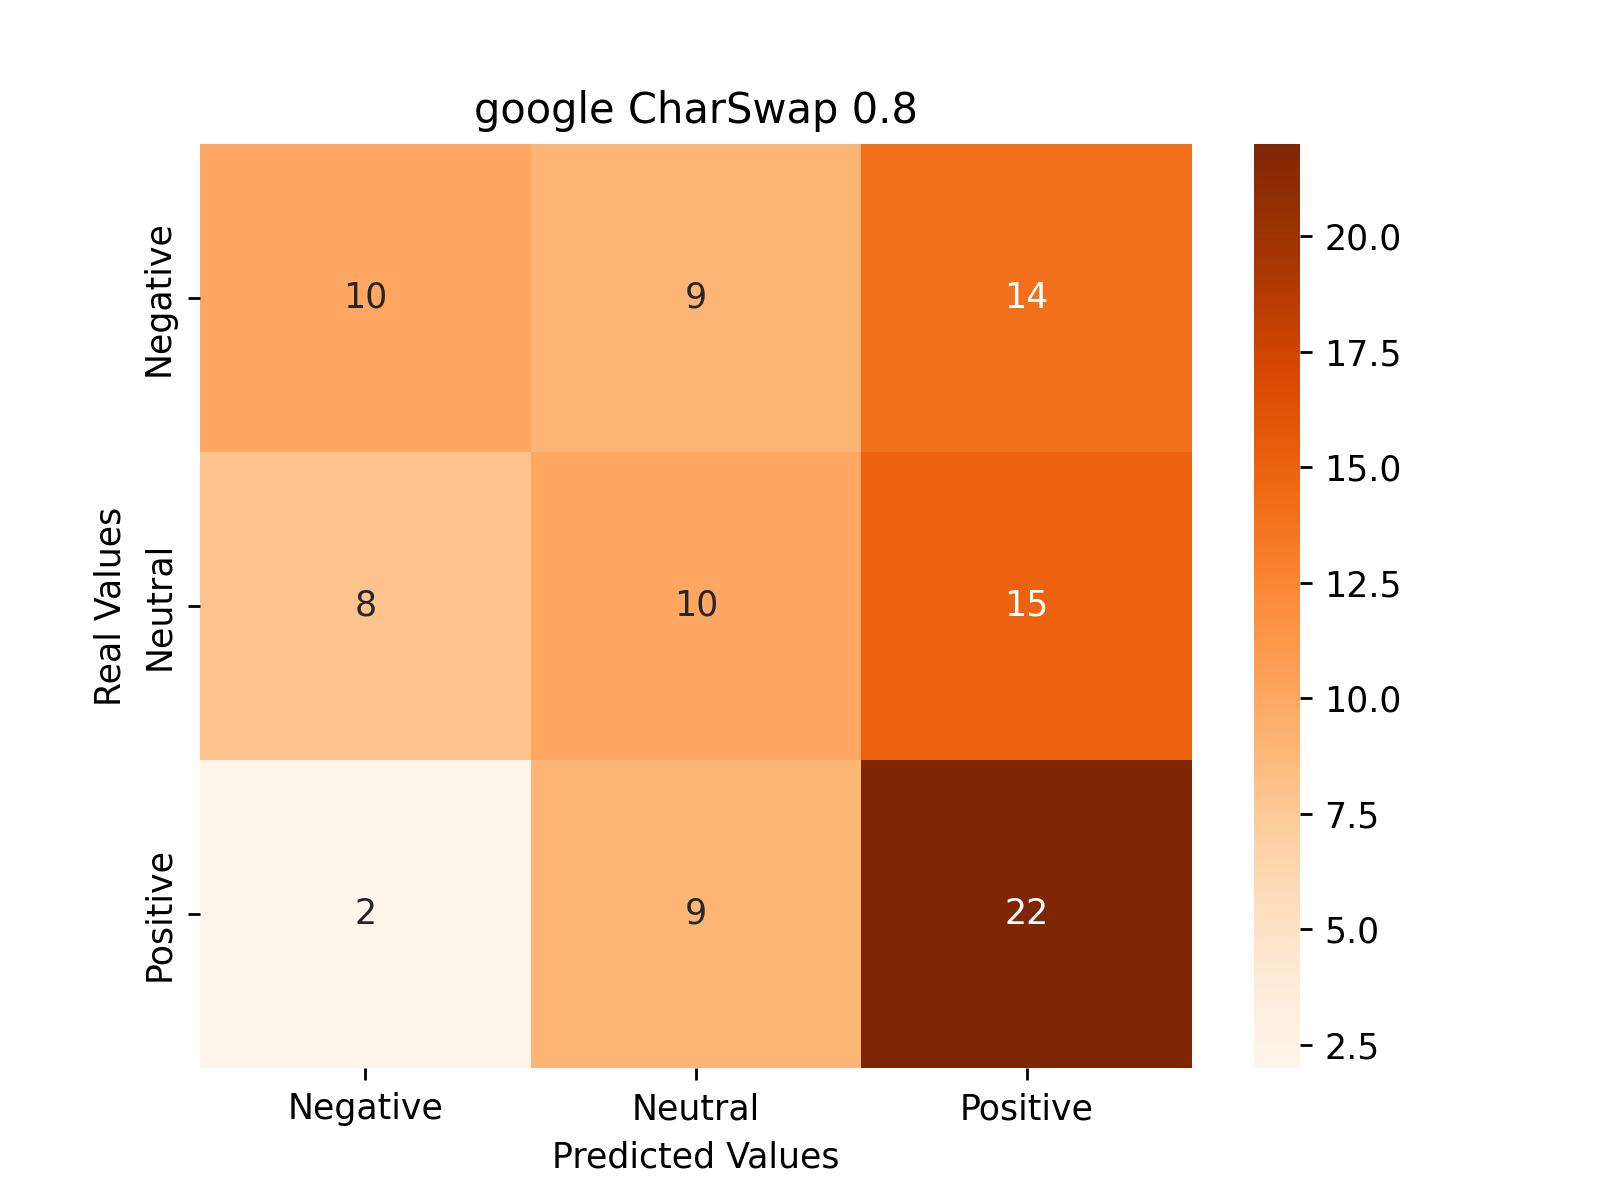 google CharSwap 0.8
Real Values
Negative
10 9 14
Neutral
8 10 15
Positive
2 9 22
Negative Neutral Positive
Predicted Values
20.0
17.5
15.0
12.5
10.0
7.5
5.0
2.5